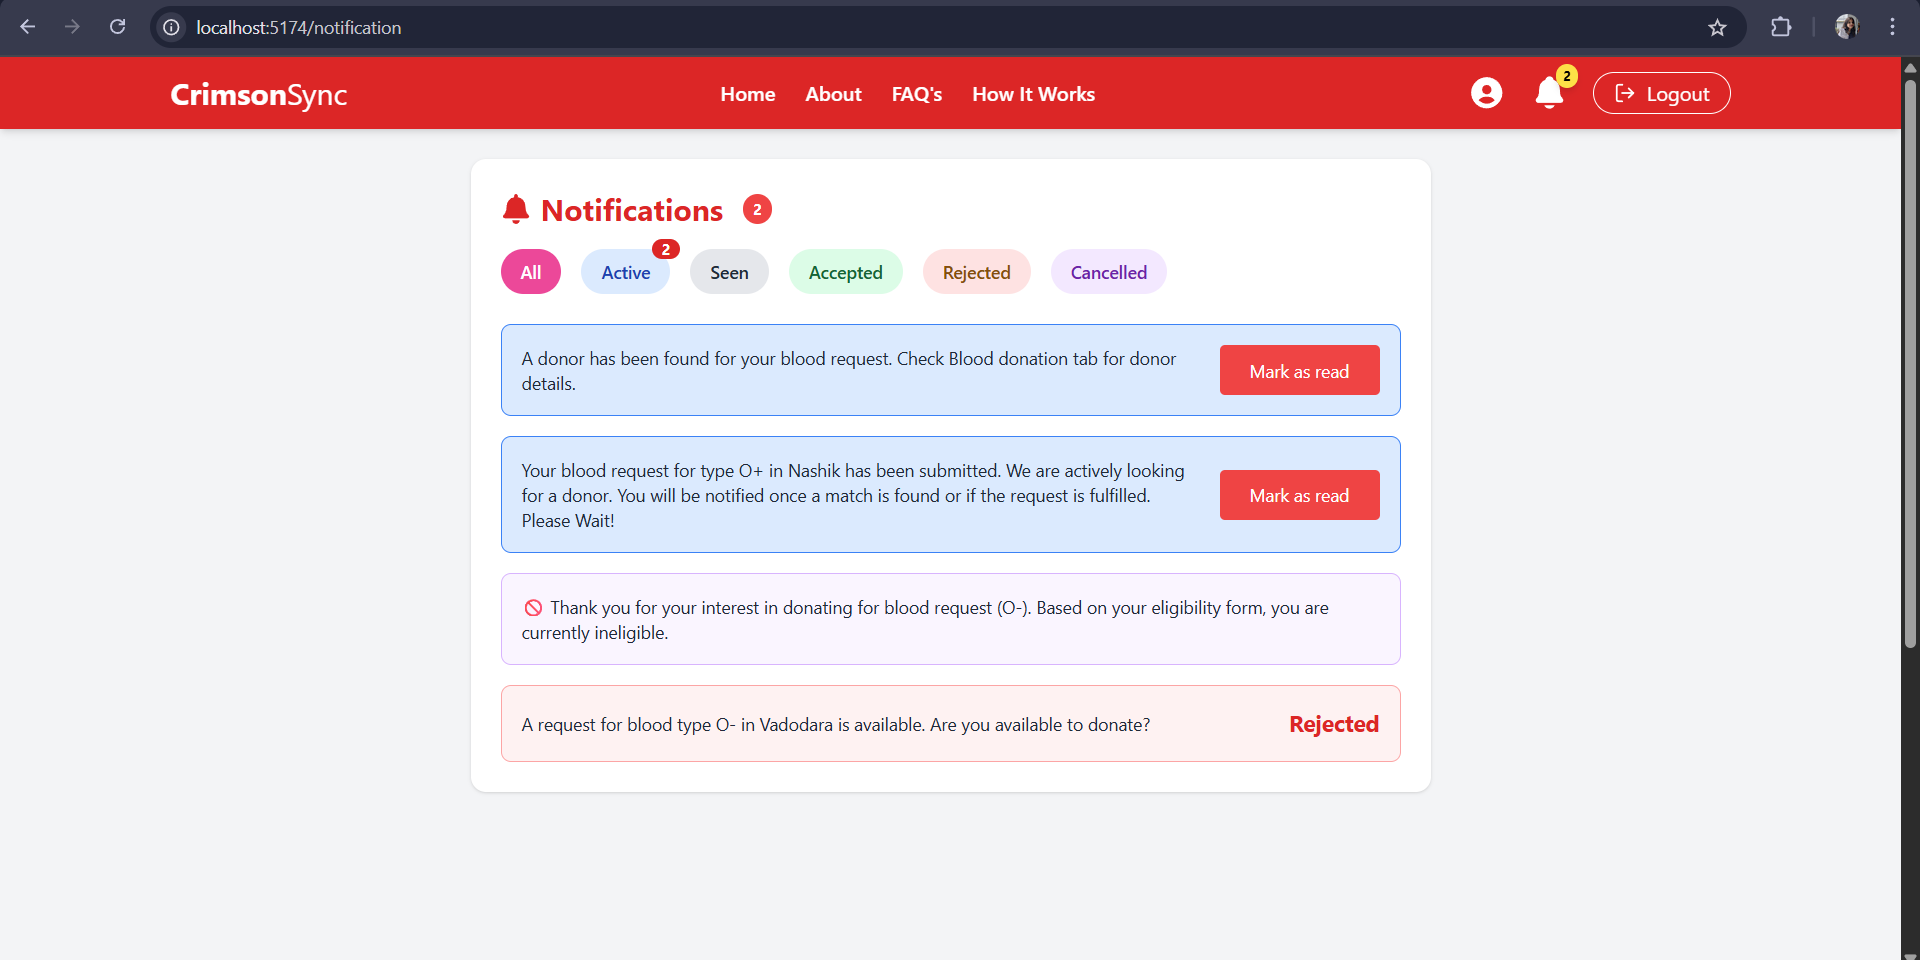 localhost:5174/notification
CrimsonSync
Home About FAQ's How It Works
2
Logout
Notifications 2
All Active 2 Seen Accepted Rejected Cancelled
A donor has been found for your blood request. Check Blood donation tab for donor
details.
Mark as read
Your blood request for type O+ in Nashik has been submitted. We are actively looking
for a donor. You will be notified once a match is found or if the request is fulfilled.
Please Wait!
Mark as read
🚫 Thank you for your interest in donating for blood request (O-). Based on your eligibility form, you are
currently ineligible.
A request for blood type O- in Vadodara is available. Are you available to donate?
Rejected